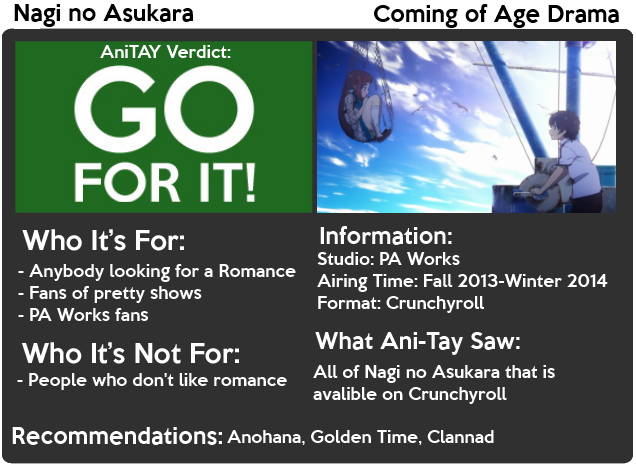 Nagi no Asukara
Coming of Age Drama
AniTAY Verdict:
GO
FOR IT!
Who It's For:
- Anybody looking for a Romance
- Fans of pretty shows
- PA Works fans
Who It's Not For:
- People who don't like romance
Information:
Studio: PA Works
Airing Time: Fall 2013-Winter 2014
Format: Crunchyroll
What Ani-Tay Saw:
All of Nagi no Asukara that is
avalible on Crunchyroll
Recommendations: Anohana, Golden Time, Clannad